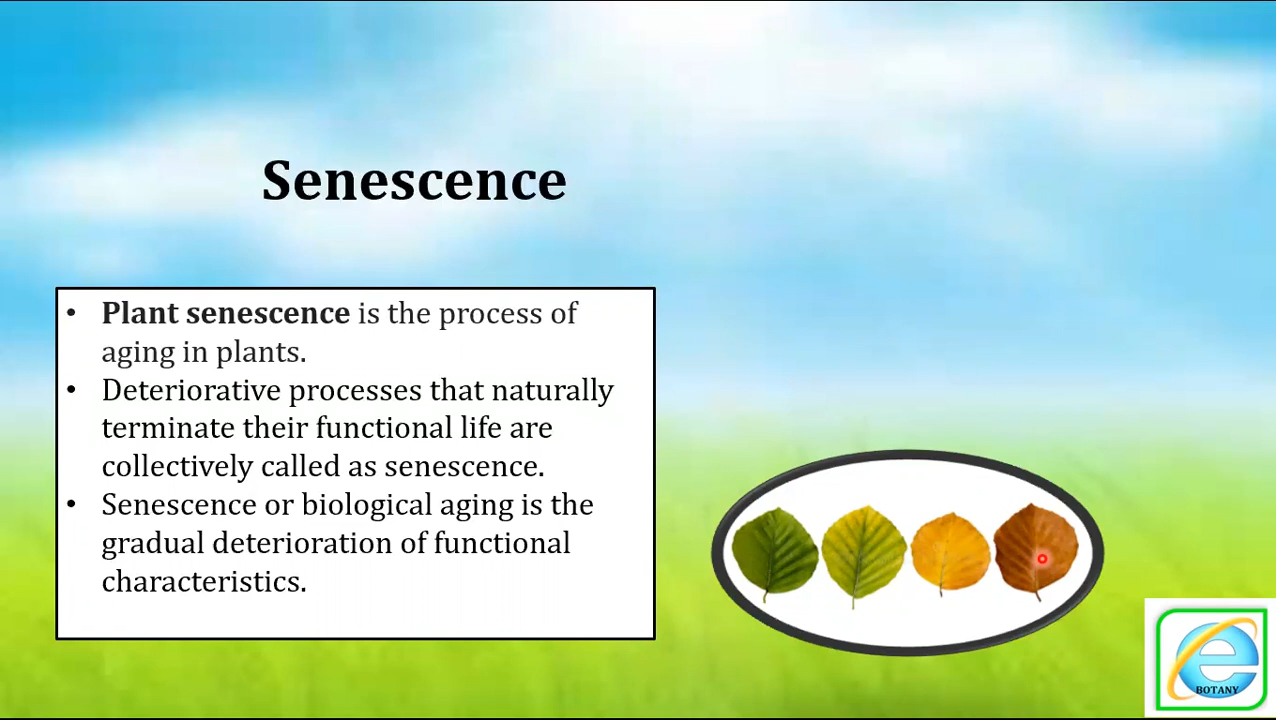 Senescence
• Plant senescence is the process of
aging in plants.
• Deteriorative processes that naturally
terminate their functional life are
collectively called as senescence.
• Senescence or biological aging is the
gradual deterioration of functional
characteristics.
e
BOTANY